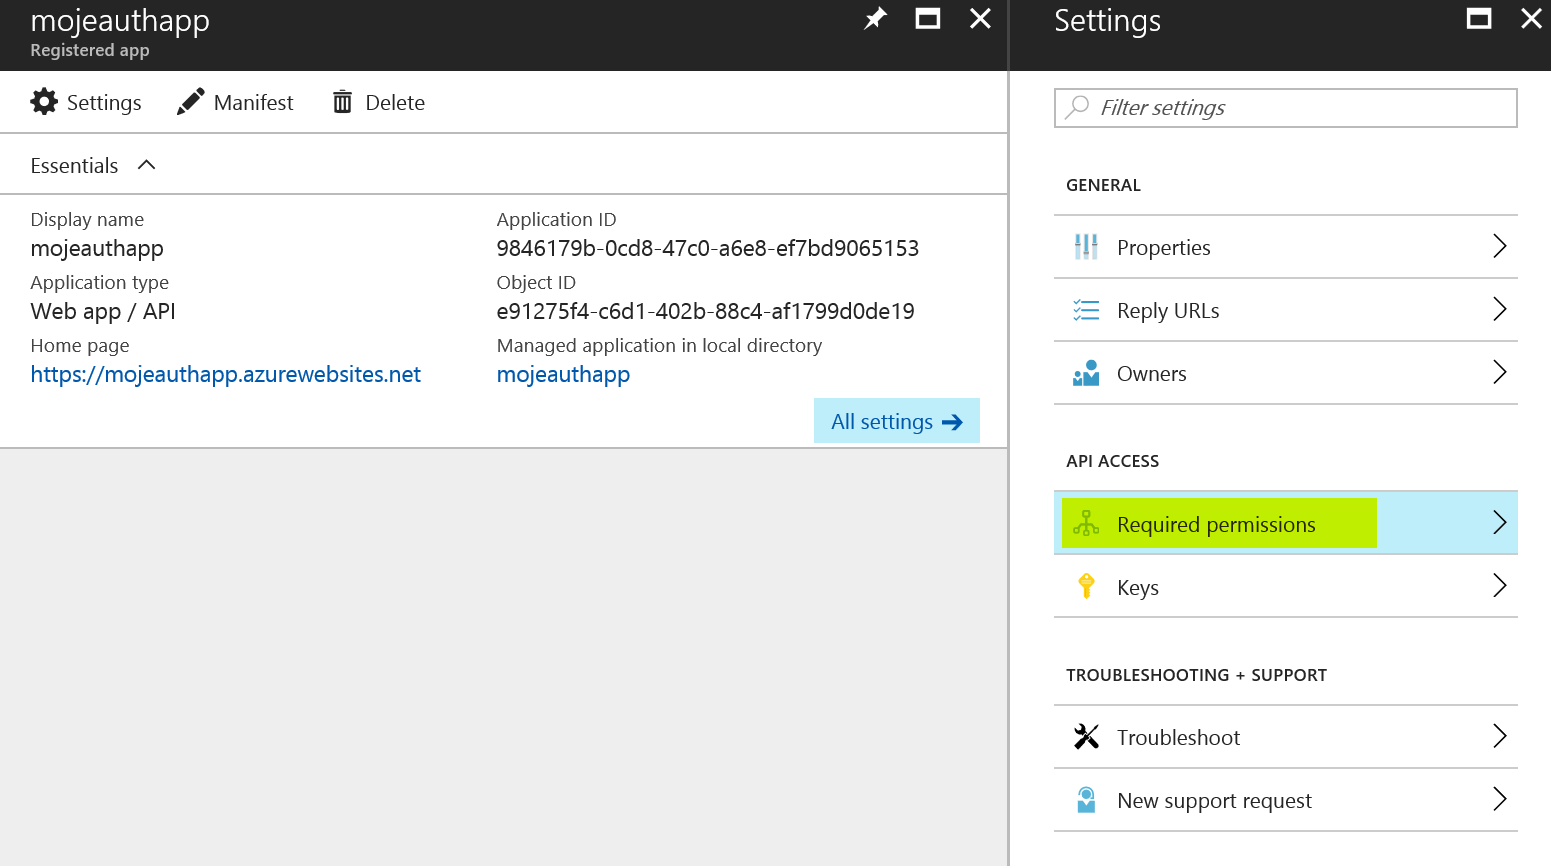 mojeauthapp
Registered app
Settings
Manifest
Delete
Essentials
Display name
mojeauthapp
Application type
Web app / API
Home page
https://mojeauthapp.azurewebsites.net
Application ID
9846179b-0cd8-47c0-a6e8-ef7bd9065153
Object ID
e91275f4-c6d1-402b-88c4-af1799d0de19
Managed application in local directory
mojeauthapp
All settings
Settings
Filter settings
GENERAL
Properties
Reply URLs
Owners
API ACCESS
Required permissions
Keys
TROUBLESHOOTING + SUPPORT
Troubleshoot
New support request